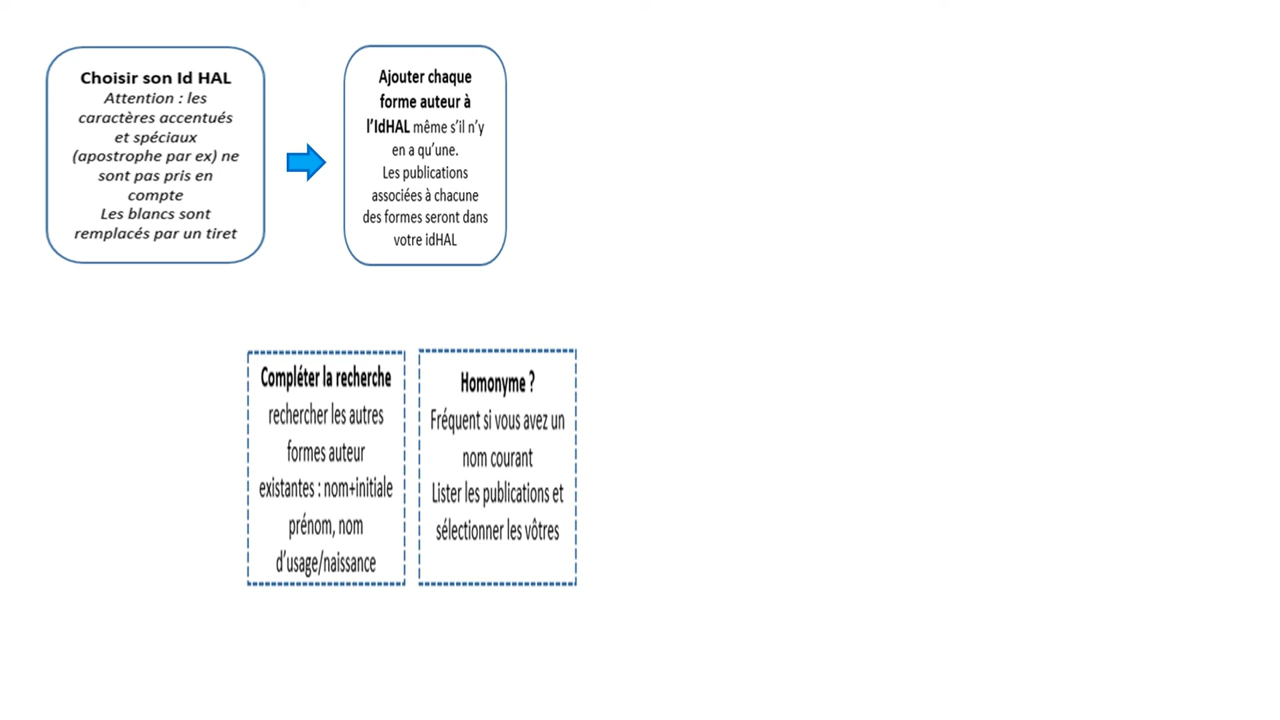 Choisir son Id HAL
Attention : les
caractères accentués
et spéciaux
(apostrophe par ex) ne
sont pas pris en
compte
Les blancs sont
remplacés par un tiret
Ajouter chaque
forme auteur à
l’IdHAL même s’il n’y
en a qu’une.
Les publications
associées à chacune
des formes seront dans
votre idHAL
Compléter la recherche
rechercher les autres
formes auteur
existantes : nom+initiale
prénom, nom
d’usage/naissance
Homonyme ?
Fréquent si vous avez un
nom courant
Lister les publications et
sélectionner les vôtres